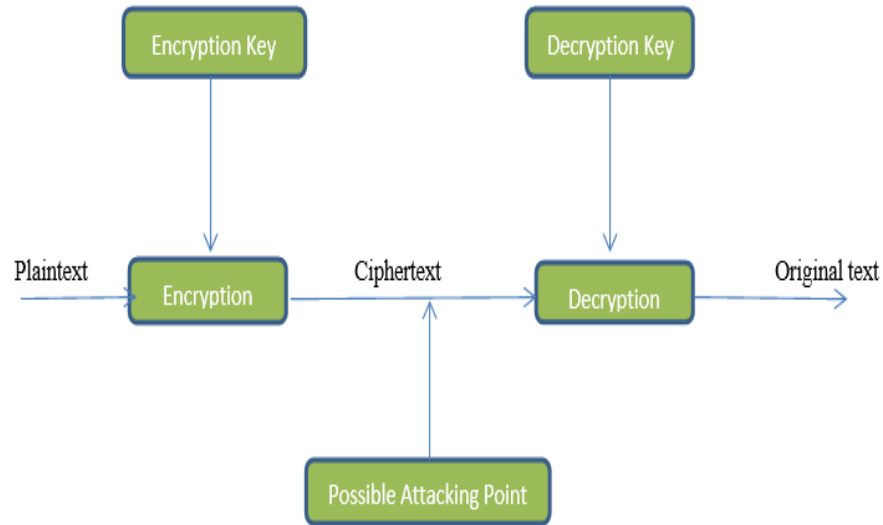 Encryption Key
Decryption Key
Plaintext
Encryption
Ciphertext
Decryption
Original text
Possible Attacking Point